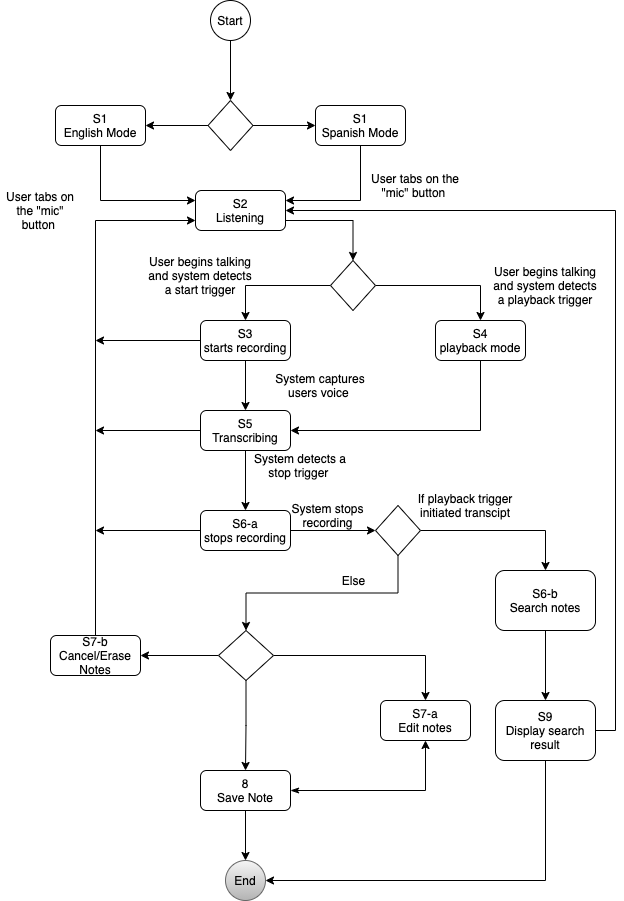 Start
S1
English Mode
S1
Spanish Mode
User tabs on
the "mic"
button
User tabs on the
"mic" button
S2
Listening
User begins talking
and system detects
a start trigger
User begins talking
and system detects
a playback trigger
S3
starts recording
S4
playback mode
System captures
users voice
S5
Transcribing
System detects a
stop trigger
S6-a
stops recording
System stops
recording
If playback trigger
initiated transcipt
Else
S6-b
Search notes
S7-b
Cancel/Erase
Notes
S7-a
Edit notes
S9
Display search
result
8
Save Note
End